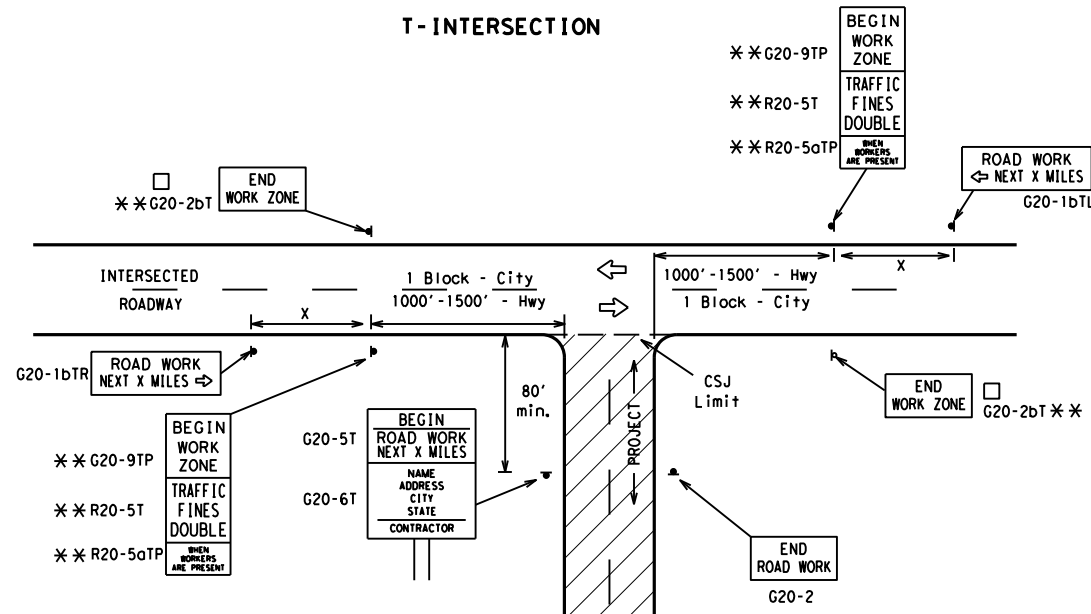 T-INTERSECTION
BEGIN
WORK
ZONE
**G20-9TP
TRAFFIC
FINES
DOUBLE
**R20-5T
WHEN
WORKERS
ARE PRESENT
**R20-5aTP
ROAD WORK
⇦ NEXT X MILES
G20-1bTL
□
**G20-2bT
END
WORK ZONE
INTERSECTED
ROADWAY
1 Block - City
1000'-1500' - Hwy
X
1000'-1500' - Hwy
1 Block - City
X
G20-1bTR
ROAD WORK
NEXT X MILES ⇨
80'
min.
CSJ
Limit
PROJECT
END
WORK ZONE
□
G20-2bT **
BEGIN
WORK
ZONE
**G20-9TP
TRAFFIC
FINES
DOUBLE
**R20-5T
WHEN
WORKERS
ARE PRESENT
**R20-5aTP
G20-5T
BEGIN
ROAD WORK
NEXT X MILES
G20-6T
NAME
ADDRESS
CITY
STATE
CONTRACTOR
END
ROAD WORK
G20-2